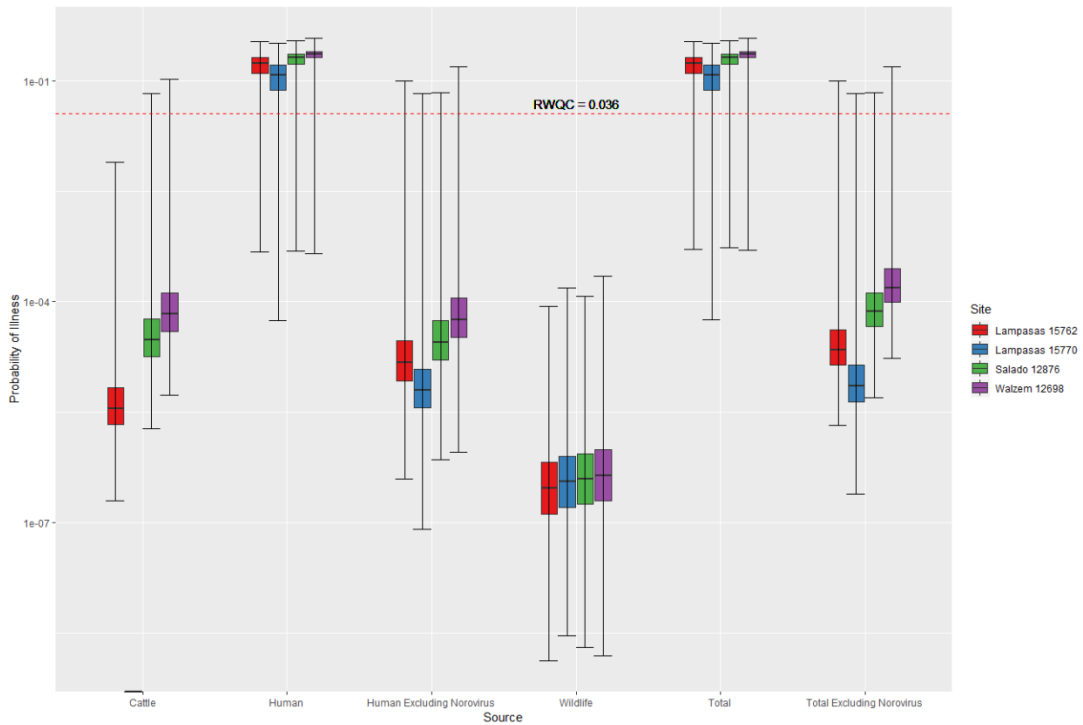 1e-01
1e-04
1e-07
Probability of Illness
RWQC = 0.036
Cattle
Human
Human Excluding Norovirus
Wildlife
Total
Total Excluding Norovirus
Source
Site
Lampasas 15762
Lampasas 15770
Salado 12876
Walzem 12698